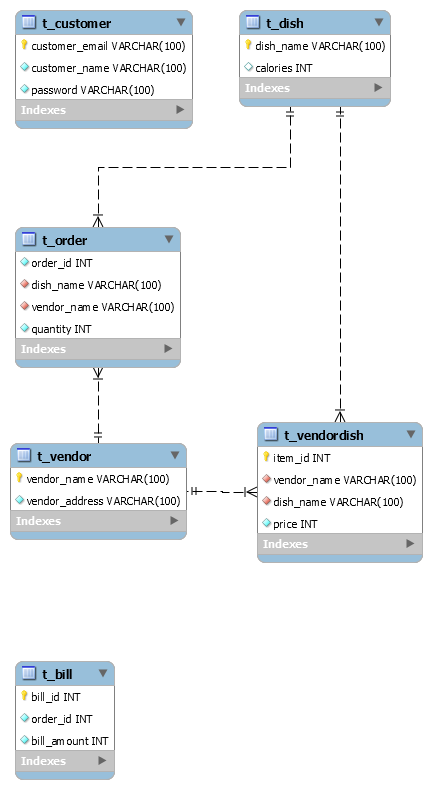 t_customer
customer_email VARCHAR(100)
customer_name VARCHAR(100)
password VARCHAR(100)
Indexes
t_dish
dish_name VARCHAR(100)
calories INT
Indexes
t_order
order_id INT
dish_name VARCHAR(100)
vendor_name VARCHAR(100)
quantity INT
Indexes
t_vendor
vendor_name VARCHAR(100)
vendor_address VARCHAR(100)
Indexes
t_vendordish
item_id INT
vendor_name VARCHAR(100)
dish_name VARCHAR(100)
price INT
Indexes
t_bill
bill_id INT
order_id INT
bill_amount INT
Indexes